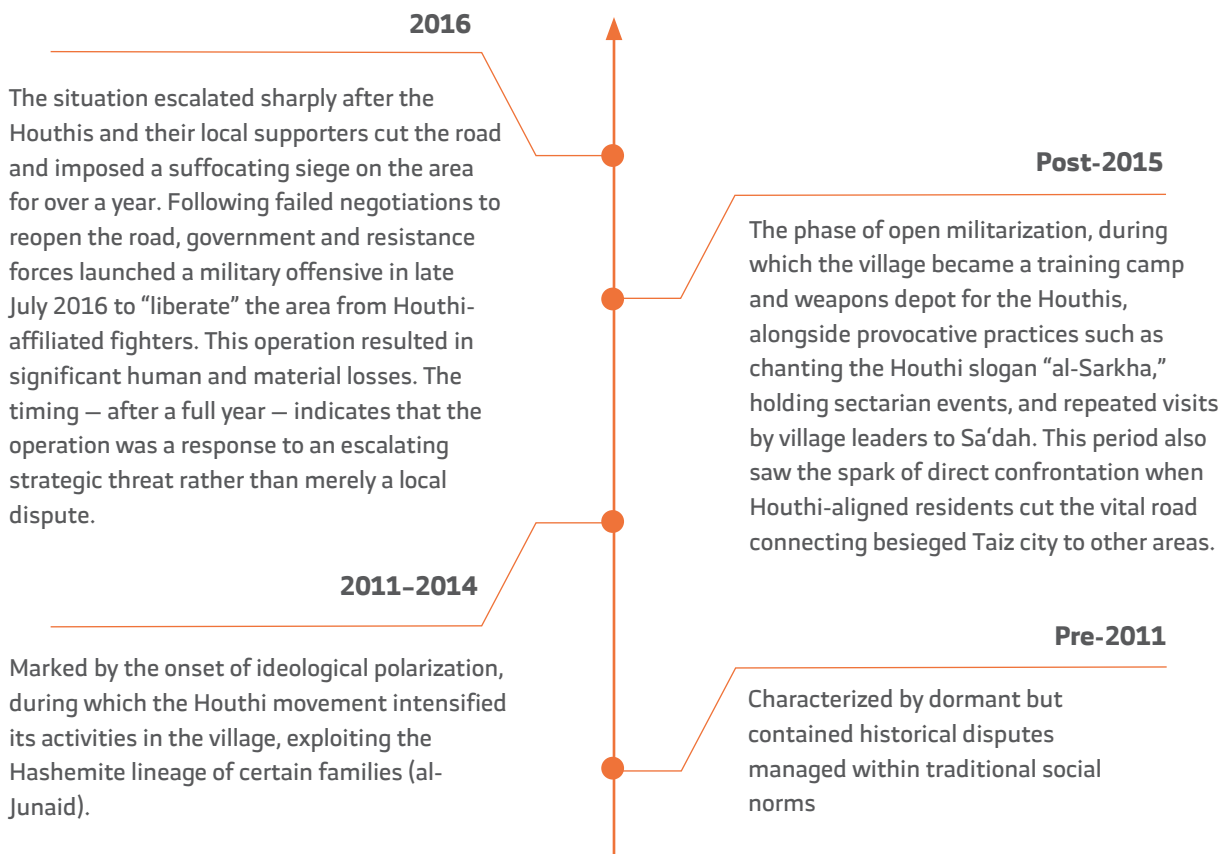 2016
The situation escalated sharply after the
Houthis and their local supporters cut the road
and imposed a suffocating siege on the area
for over a year. Following failed negotiations to
reopen the road, government and resistance
forces launched a military offensive in late
July 2016 to “liberate” the area from Houthi-
affiliated fighters. This operation resulted in
significant human and material losses. The
timing — after a full year — indicates that the
operation was a response to an escalating
strategic threat rather than merely a local
dispute.
Post-2015
The phase of open militarization, during
which the village became a training camp
and weapons depot for the Houthis,
alongside provocative practices such as
chanting the Houthi slogan “al-Sarkha,”
holding sectarian events, and repeated visits
by village leaders to Sa‘dah. This period also
saw the spark of direct confrontation when
Houthi-aligned residents cut the vital road
connecting besieged Taiz city to other areas.
2011–2014
Marked by the onset of ideological polarization,
during which the Houthi movement intensified
its activities in the village, exploiting the
Hashemite lineage of certain families (al-
Junaid).
Pre-2011
Characterized by dormant but
contained historical disputes
managed within traditional social
norms